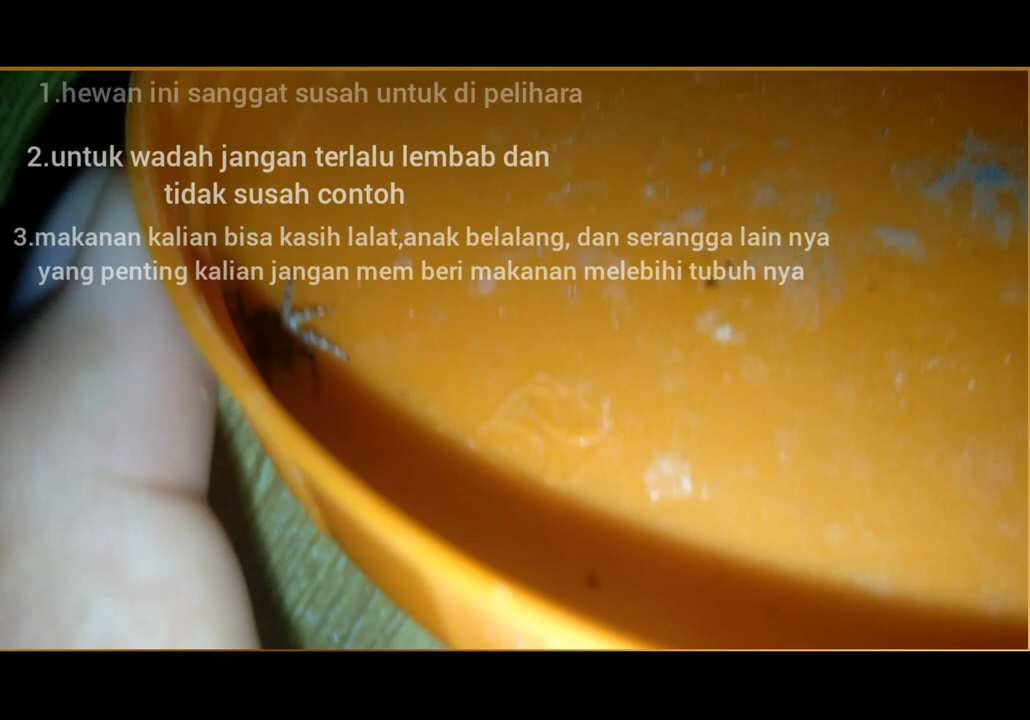 1.hewan ini sanggat susah untuk di pelihara
2.untuk wadah jangan terlalu lembab dan
tidak susah contoh
3.makanan kalian bisa kasih lalat,anak belalang, dan serangga lain nya
yang penting kalian jangan mem beri makanan melebihi tubuh nya